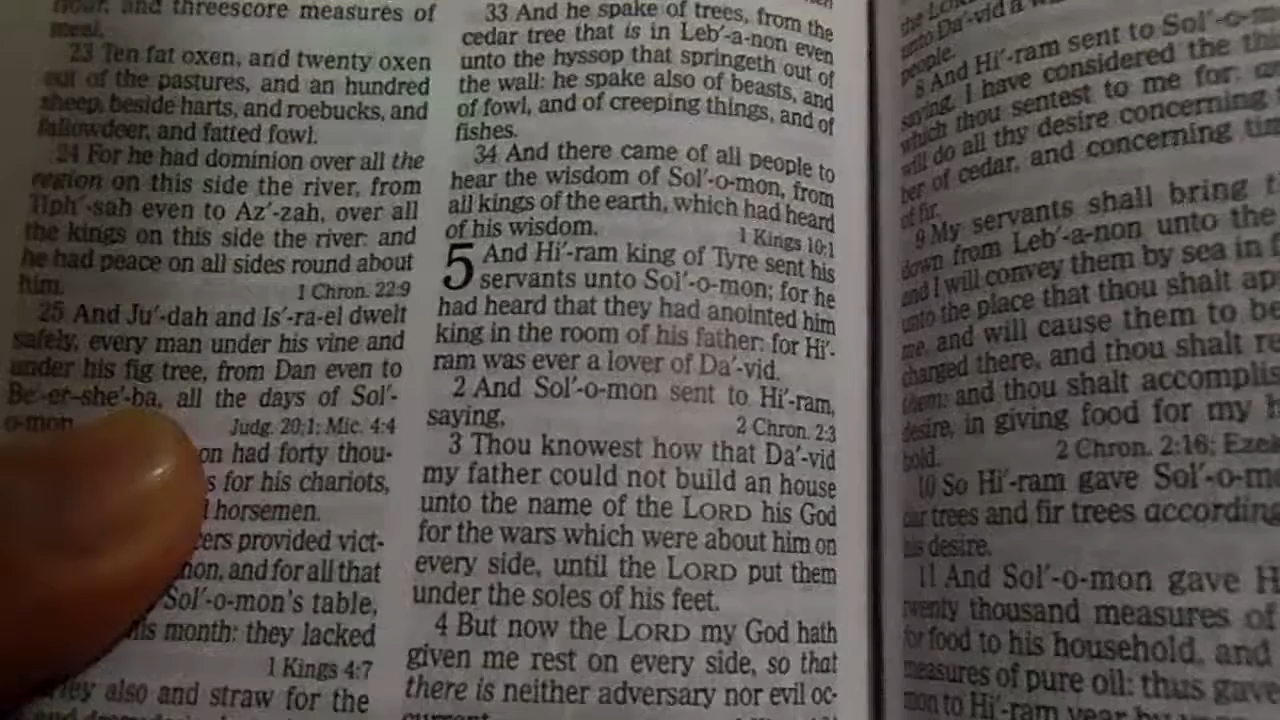 flour, and threescore measures of
meal.
23 Ten fat oxen, and twenty oxen
out of the pastures, and an hundred
sheep, beside harts, and roebucks, and
fallowdeer, and fatted fowl.
24 For he had dominion over all the
region on this side the river, from
Tiph′-sah even to Az′-zah, over all
the kings on this side the river: and
he had peace on all sides round about
him.
1 Chron. 22:9
25 And Ju′-dah and Is′-ra-el dwelt
safely, every man under his vine and
under his fig tree, from Dan even to
Be′-er-she′-ba, all the days of Sol′-
o-mon.
Judg. 20:1; Mic. 4:4
on had forty thou-
s for his chariots,
horsemen.
cers provided vict-
mon, and for all that
Sol′-o-mon's table,
his month: they lacked
1 Kings 4:7
they also and straw for the
33 And he spake of trees, from the
cedar tree that is in Leb′-a-non even
unto the hyssop that springeth out of
the wall: he spake also of beasts, and
of fowl, and of creeping things, and of
fishes.
34 And there came of all people to
hear the wisdom of Sol′-o-mon, from
all kings of the earth, which had heard
of his wisdom.
1 Kings 10:1
5 And Hi′-ram king of Tyre sent his
servants unto Sol′-o-mon; for he
had heard that they had anointed him
king in the room of his father: for Hi′-
ram was ever a lover of Da′-vid.
2 And Sol′-o-mon sent to Hi′-ram,
saying,
2 Chron. 2:3
3 Thou knowest how that Da′-vid
my father could not build an house
unto the name of the LORD his God
for the wars which were about him on
every side, until the LORD put them
under the soles of his feet.
4 But now the LORD my God hath
given me rest on every side, so that
there is neither adversary nor evil oc-
current.
the LORD
unto Da′-vid a
people.
8 And Hi′-ram sent to Sol′-o-m
saying, I have considered the thi
which thou sentest to me for: an
will do all thy desire concerning
ber of cedar, and concerning tim
of fir.
9 My servants shall bring t
down from Leb′-a-non unto the
and I will convey them by sea in f
unto the place that thou shalt ap
me, and will cause them to be
charged there, and thou shalt re
them: and thou shalt accomplis
desire, in giving food for my h
hold.
2 Chron. 2:16; Ezek
10 So Hi′-ram gave Sol′-o-mo
dar trees and fir trees according
his desire.
11 And Sol′-o-mon gave H
twenty thousand measures of
for food to his household, and
measures of pure oil: thus gave
mon to Hi′-ram year by